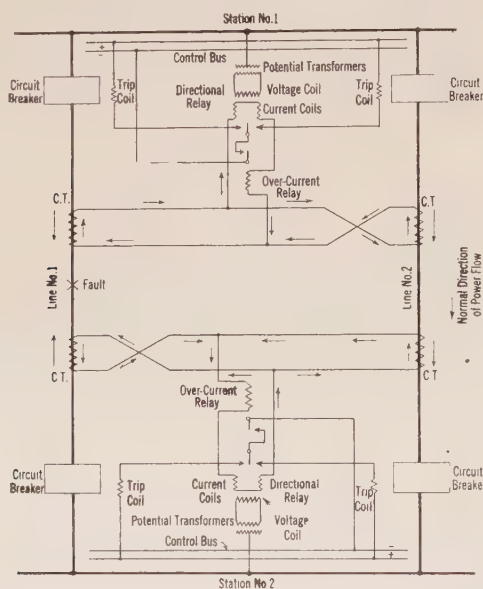 Station No.1
+
−
Control Bus
Potential Transformers
Circuit
Breaker
Trip
Coil
Directional
Relay
Voltage Coil
Current Coils
Trip
Coil
Circuit
Breaker
Over-Current
Relay
C.T.
C.T
Line No.1
Fault
Line No.2
Normal Direction
of Power Flow
C.T.
C.T
Over-Current
Relay
Circuit
Breaker
Trip
Coil
Current
Coils
Directional
Relay
Trip
Coil
Circuit
Breaker
Potential Transformers
Voltage
Coil
Control Bus
−
+
Station No 2